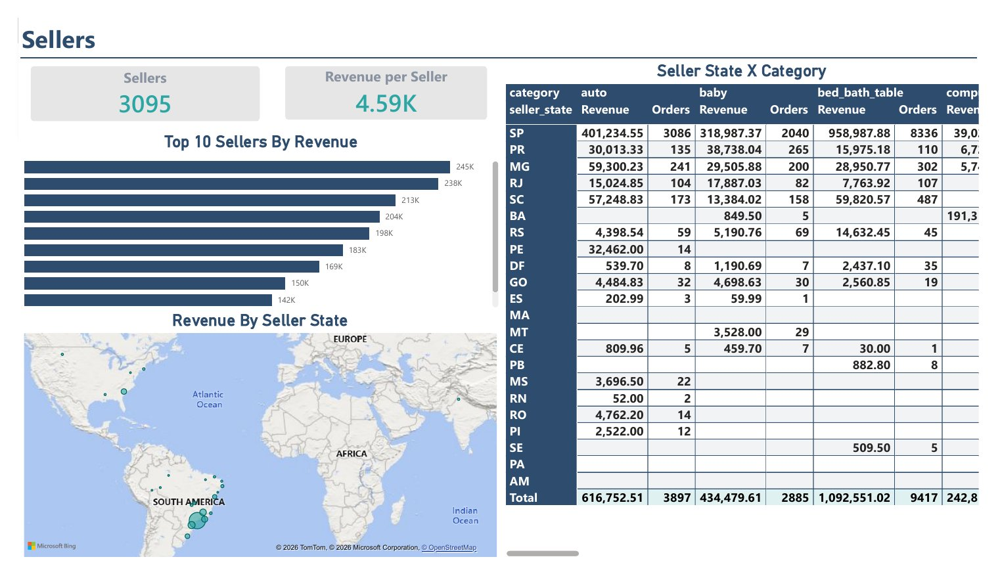 Sellers
Sellers
3095
Revenue per Seller
4.59K
Top 10 Sellers By Revenue
245K
238K
213K
204K
198K
183K
169K
150K
142K
Revenue By Seller State
EUROPE
Atlantic
Ocean
AFRICA
SOUTH AMERICA
Indian
Ocean
Microsoft Bing
© 2026 TomTom, © 2026 Microsoft Corporation, © OpenStreetMap
Seller State X Category
category auto baby bed_bath_table
seller_state Revenue Orders Revenue Orders Revenue Orders
SP 401,234.55 3086 318,987.37 2040 958,987.88 8336
PR 30,013.33 135 38,738.04 265 15,975.18 110
MG 59,300.23 241 29,505.88 200 28,950.77 302
RJ 15,024.85 104 17,887.03 82 7,763.92 107
SC 57,248.83 173 13,384.02 158 59,820.57 487
BA 849.50 5 191,3
RS 4,398.54 59 5,190.76 69 14,632.45 45
PE 32,462.00 14
DF 539.70 8 1,190.69 7 2,437.10 35
GO 4,484.83 32 4,698.63 30 2,560.85 19
ES 202.99 3 59.99 1
MA
MT 3,528.00 29
CE 809.96 5 459.70 7 30.00 1
PB 882.80 8
MS 3,696.50 22
RN 52.00 2
RO 4,762.20 14
PI 2,522.00 12
SE 509.50 5
PA
AM
Total 616,752.51 3897 434,479.61 2885 1,092,551.02 9417 242,8